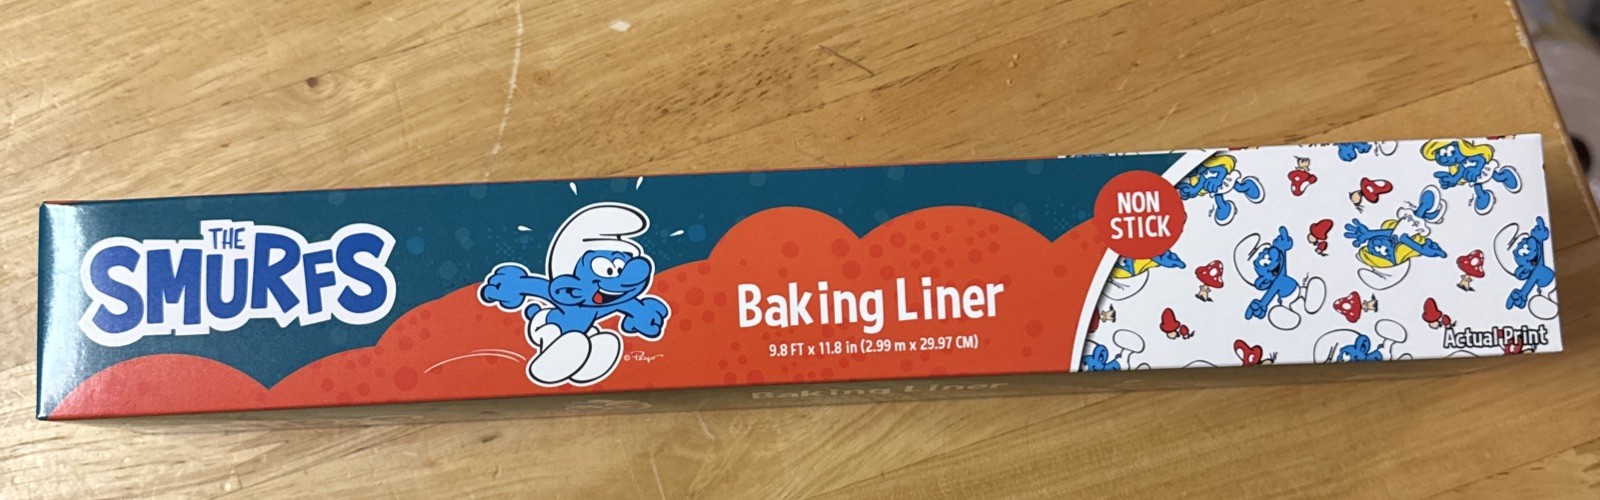 THE
SMURFS
© Peyo
Baking Liner
9.8 FT x 11.8 in (2.99 m x 29.97 CM)
NON
STICK
Actual Print
Baking Liner